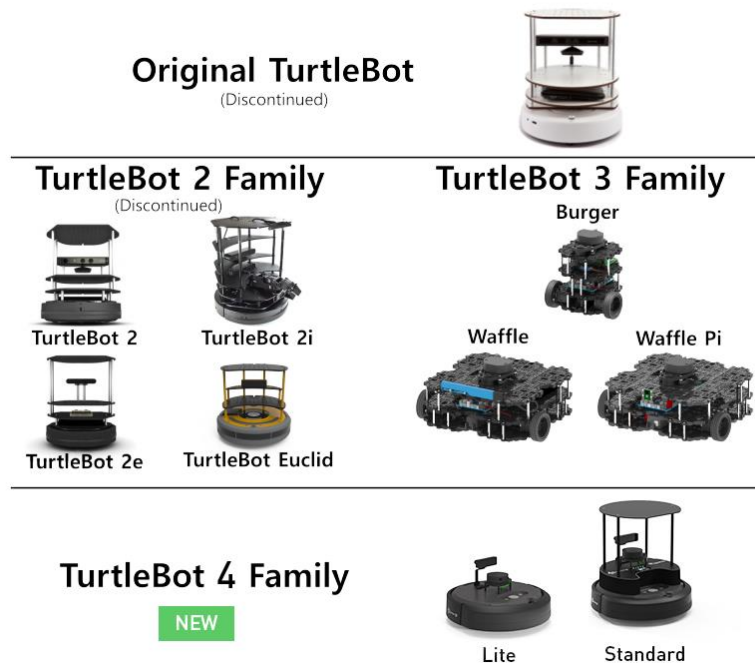 Original TurtleBot
(Discontinued)
TurtleBot 2 Family
(Discontinued)
TurtleBot 2
TurtleBot 2i
TurtleBot 2e
TurtleBot Euclid
TurtleBot 3 Family
Burger
Waffle
Waffle Pi
TurtleBot 4 Family
NEW
Lite
Standard